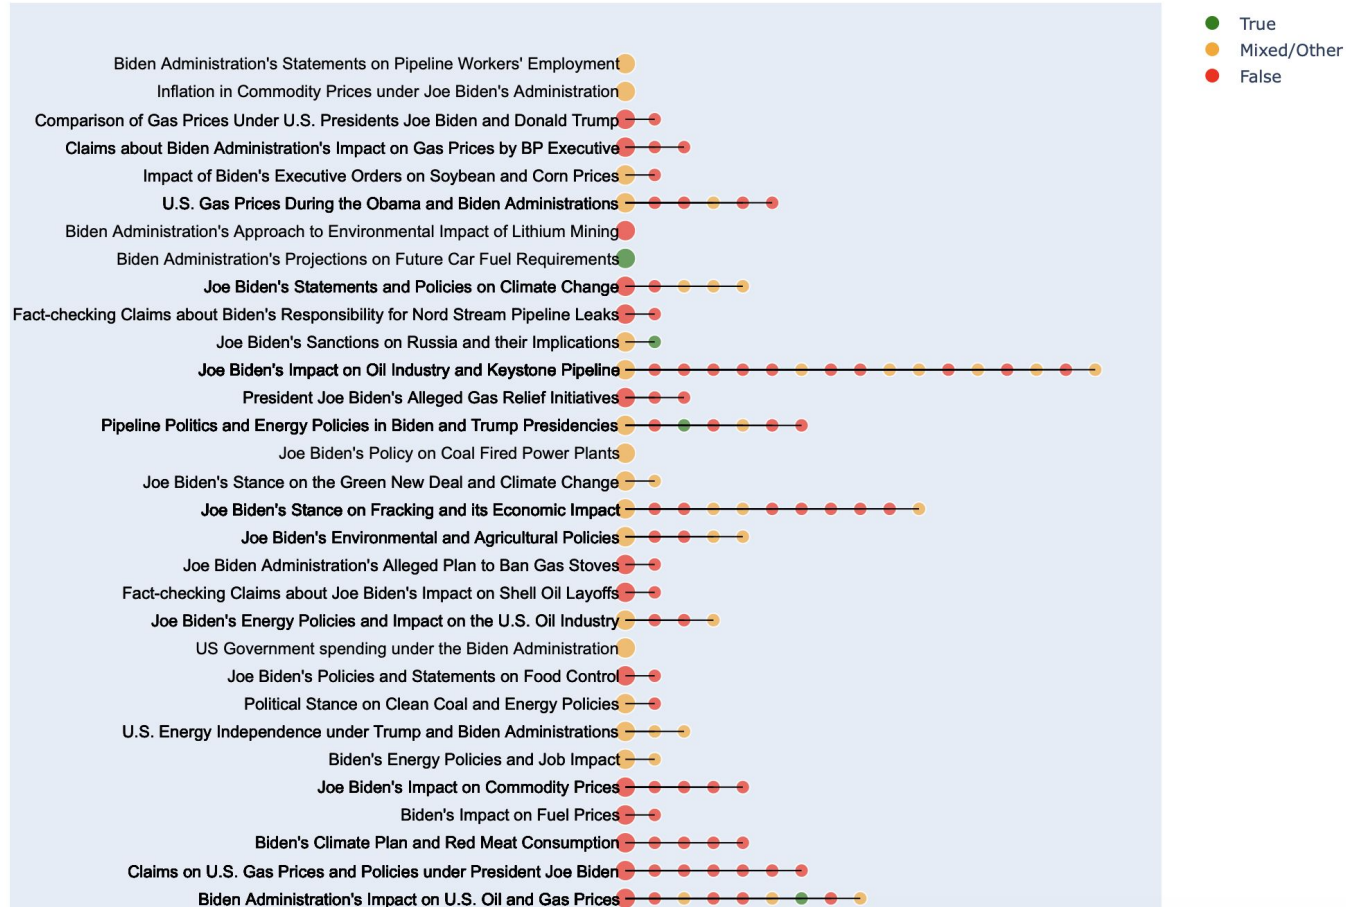 True
Mixed/Other
False
Biden Administration's Statements on Pipeline Workers' Employment
Inflation in Commodity Prices under Joe Biden's Administration
Comparison of Gas Prices Under U.S. Presidents Joe Biden and Donald Trump
Claims about Biden Administration's Impact on Gas Prices by BP Executive
Impact of Biden's Executive Orders on Soybean and Corn Prices
U.S. Gas Prices During the Obama and Biden Administrations
Biden Administration's Approach to Environmental Impact of Lithium Mining
Biden Administration's Projections on Future Car Fuel Requirements
Joe Biden's Statements and Policies on Climate Change
Fact-checking Claims about Biden's Responsibility for Nord Stream Pipeline Leaks
Joe Biden's Sanctions on Russia and their Implications
Joe Biden's Impact on Oil Industry and Keystone Pipeline
President Joe Biden's Alleged Gas Relief Initiatives
Pipeline Politics and Energy Policies in Biden and Trump Presidencies
Joe Biden's Policy on Coal Fired Power Plants
Joe Biden's Stance on the Green New Deal and Climate Change
Joe Biden's Stance on Fracking and its Economic Impact
Joe Biden's Environmental and Agricultural Policies
Joe Biden Administration's Alleged Plan to Ban Gas Stoves
Fact-checking Claims about Joe Biden's Impact on Shell Oil Layoffs
Joe Biden's Energy Policies and Impact on the U.S. Oil Industry
US Government spending under the Biden Administration
Joe Biden's Policies and Statements on Food Control
Political Stance on Clean Coal and Energy Policies
U.S. Energy Independence under Trump and Biden Administrations
Biden's Energy Policies and Job Impact
Joe Biden's Impact on Commodity Prices
Biden's Impact on Fuel Prices
Biden's Climate Plan and Red Meat Consumption
Claims on U.S. Gas Prices and Policies under President Joe Biden
Biden Administration's Impact on U.S. Oil and Gas Prices